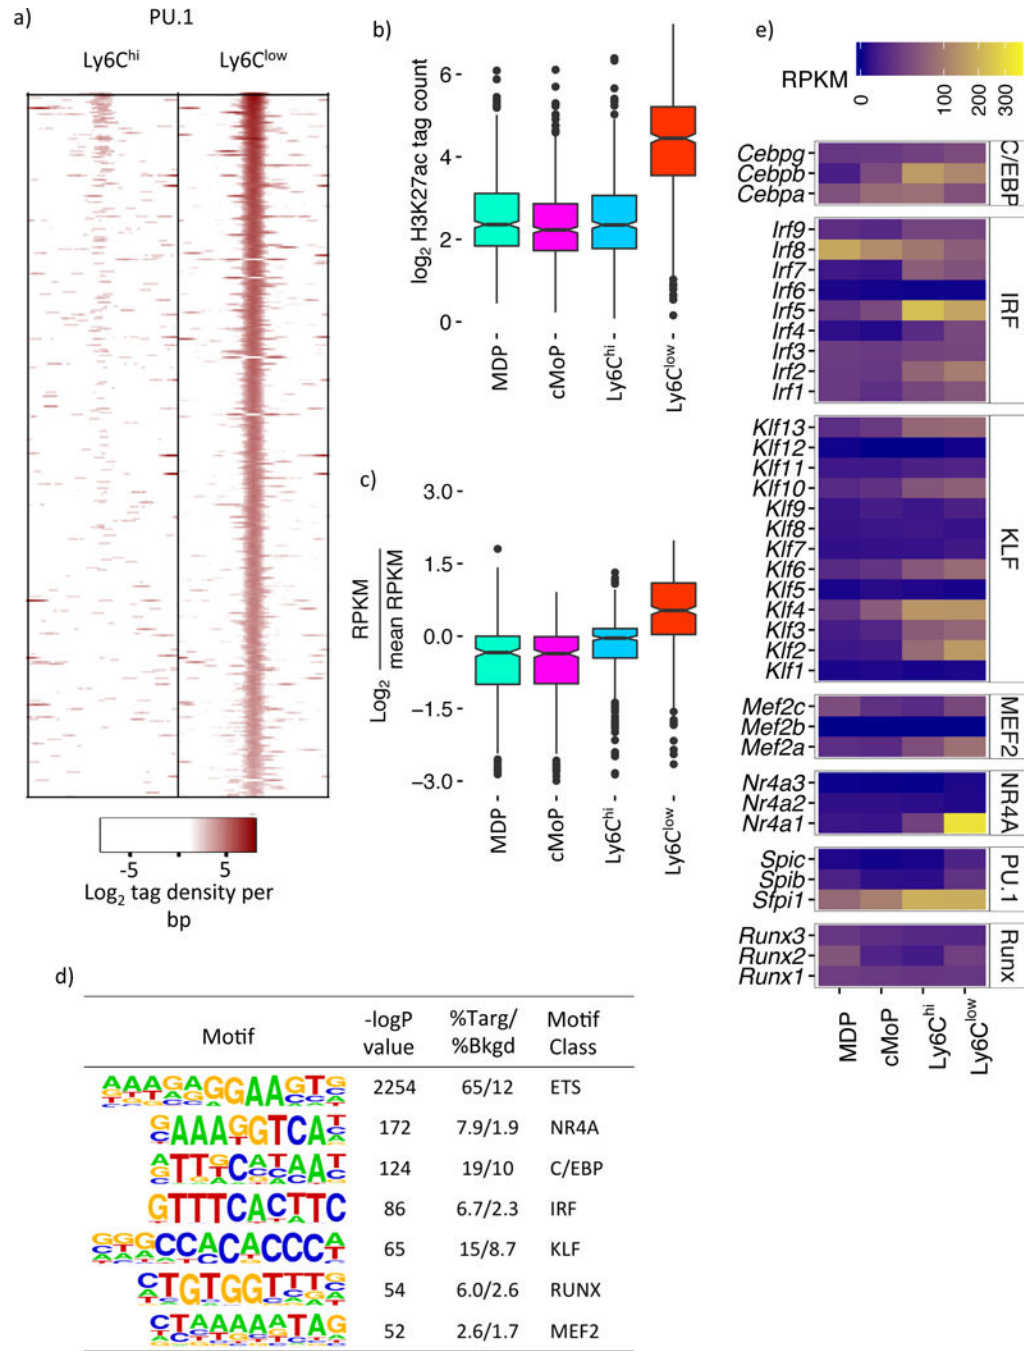 a)
PU.1
Ly6C^hi
Ly6C^low
-5 5
Log₂ tag density per
bp
b)
log₂ H3K27ac tag count
6
4
2
0
MDP
cMoP
Ly6C^hi
Ly6C^low
c)
Log₂ RPKM
mean RPKM
3.0
1.5
0.0
−1.5
−3.0
MDP
cMoP
Ly6C^hi
Ly6C^low
d)
Motif -logP value %Targ/ %Bkgd Motif Class
AAAGAGGAAGTG 2254 65/12 ETS
GAAAGGTCAT 172 7.9/1.9 NR4A
ATTGCATAAT 124 19/10 C/EBP
GTTTCACTTC 86 6.7/2.3 IRF
GGGCCACACCCA 65 15/8.7 KLF
CTGTGGTTTG 54 6.0/2.6 RUNX
CTAAAAATAG 52 2.6/1.7 MEF2
e)
RPKM
0 100 200 300
Cebpg
Cebpb
Cebpa
C/EBP
Irf9
Irf8
Irf7
Irf6
Irf5
Irf4
Irf3
Irf2
Irf1
IRF
Klf13
Klf12
Klf11
Klf10
Klf9
Klf8
Klf7
Klf6
Klf5
Klf4
Klf3
Klf2
Klf1
KLF
Mef2c
Mef2b
Mef2a
MEF2
Nr4a3
Nr4a2
Nr4a1
NR4A
Spic
Spib
Sfpi1
PU.1
Runx3
Runx2
Runx1
Runx
MDP
cMoP
Ly6C^hi
Ly6C^low